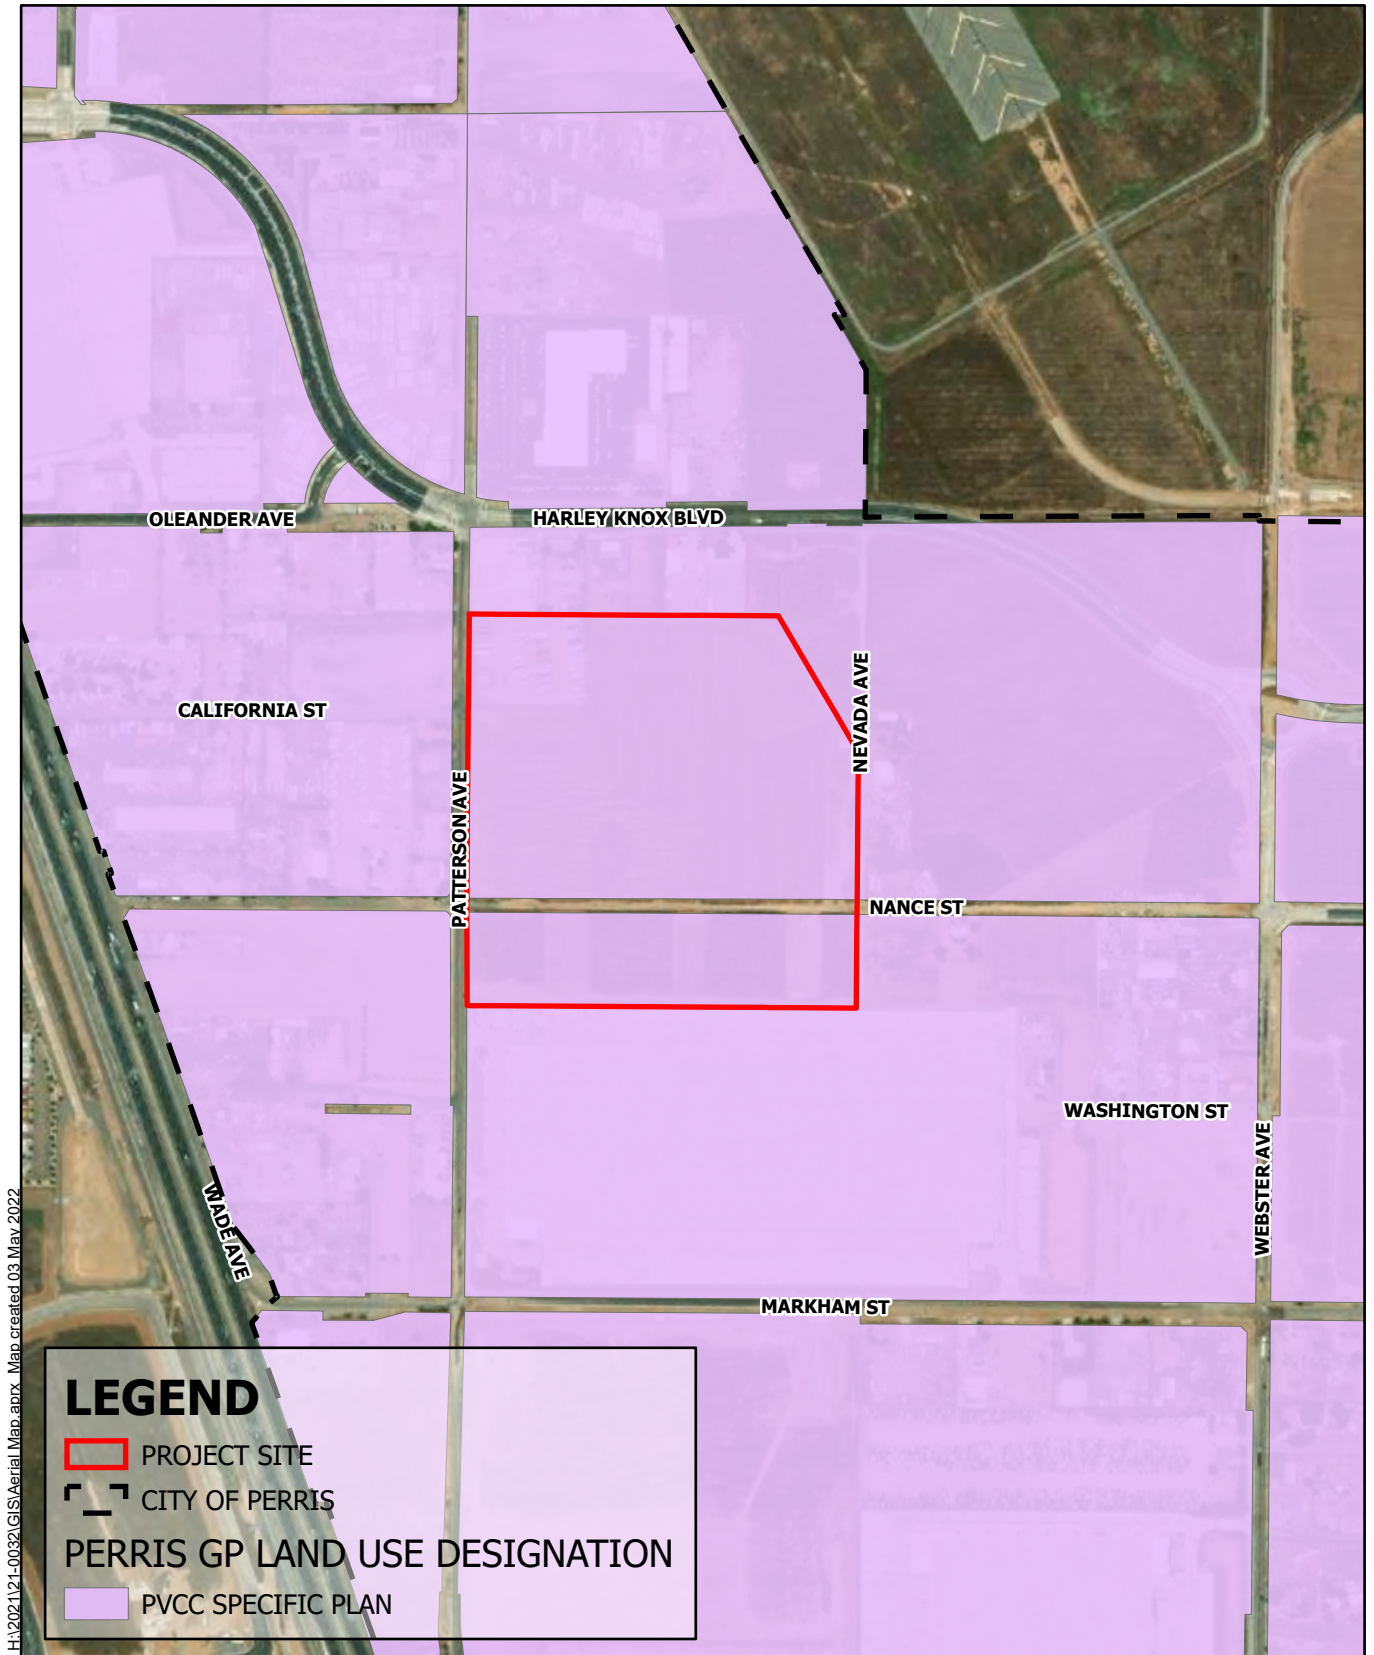 OLEANDER AVE
HARLEY KNOX BLVD
NEVADA AVE
CALIFORNIA ST
PATTERSON AVE
NANCE ST
WASHINGTON ST
WEBSTER AVE
WADE AVE
MARKHAM ST
LEGEND
PROJECT SITE
CITY OF PERRIS
PERRIS GP LAND USE DESIGNATION
PVCC SPECIFIC PLAN
H:\2021\21-0032\GIS\Aerial Map.aprx Map created 03 May 2022